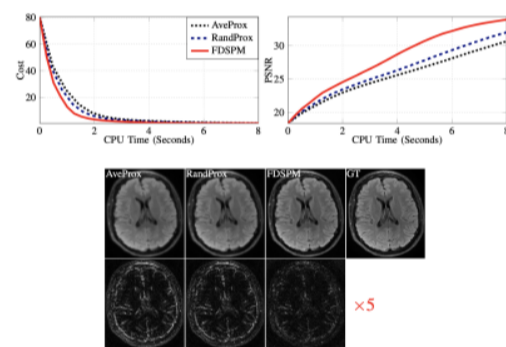 80
60
40
20
Cost
AveProx
RandProx
FDSPM
0 2 4 6 8
CPU Time (Seconds)
30
25
20
PSNR
0 2 4 6 8
CPU Time (Seconds)
AveProx RandProx FDSPM GT
×5